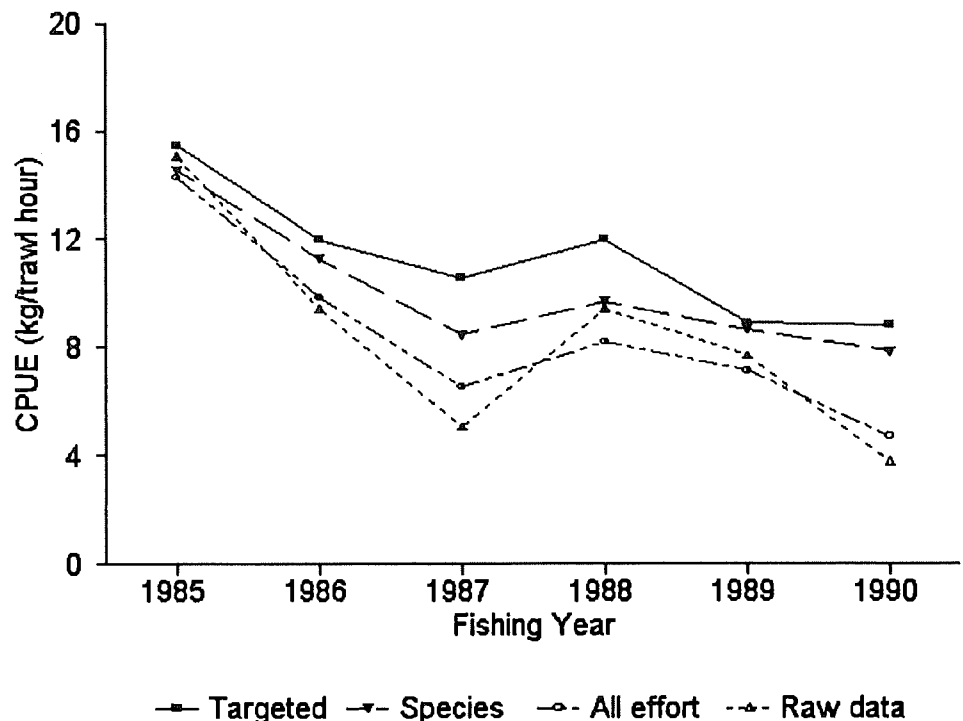 20
16
12
8
4
0
CPUE (kg/trawl hour)
1985 1986 1987 1988 1989 1990
Fishing Year
Targeted Species All effort Raw data